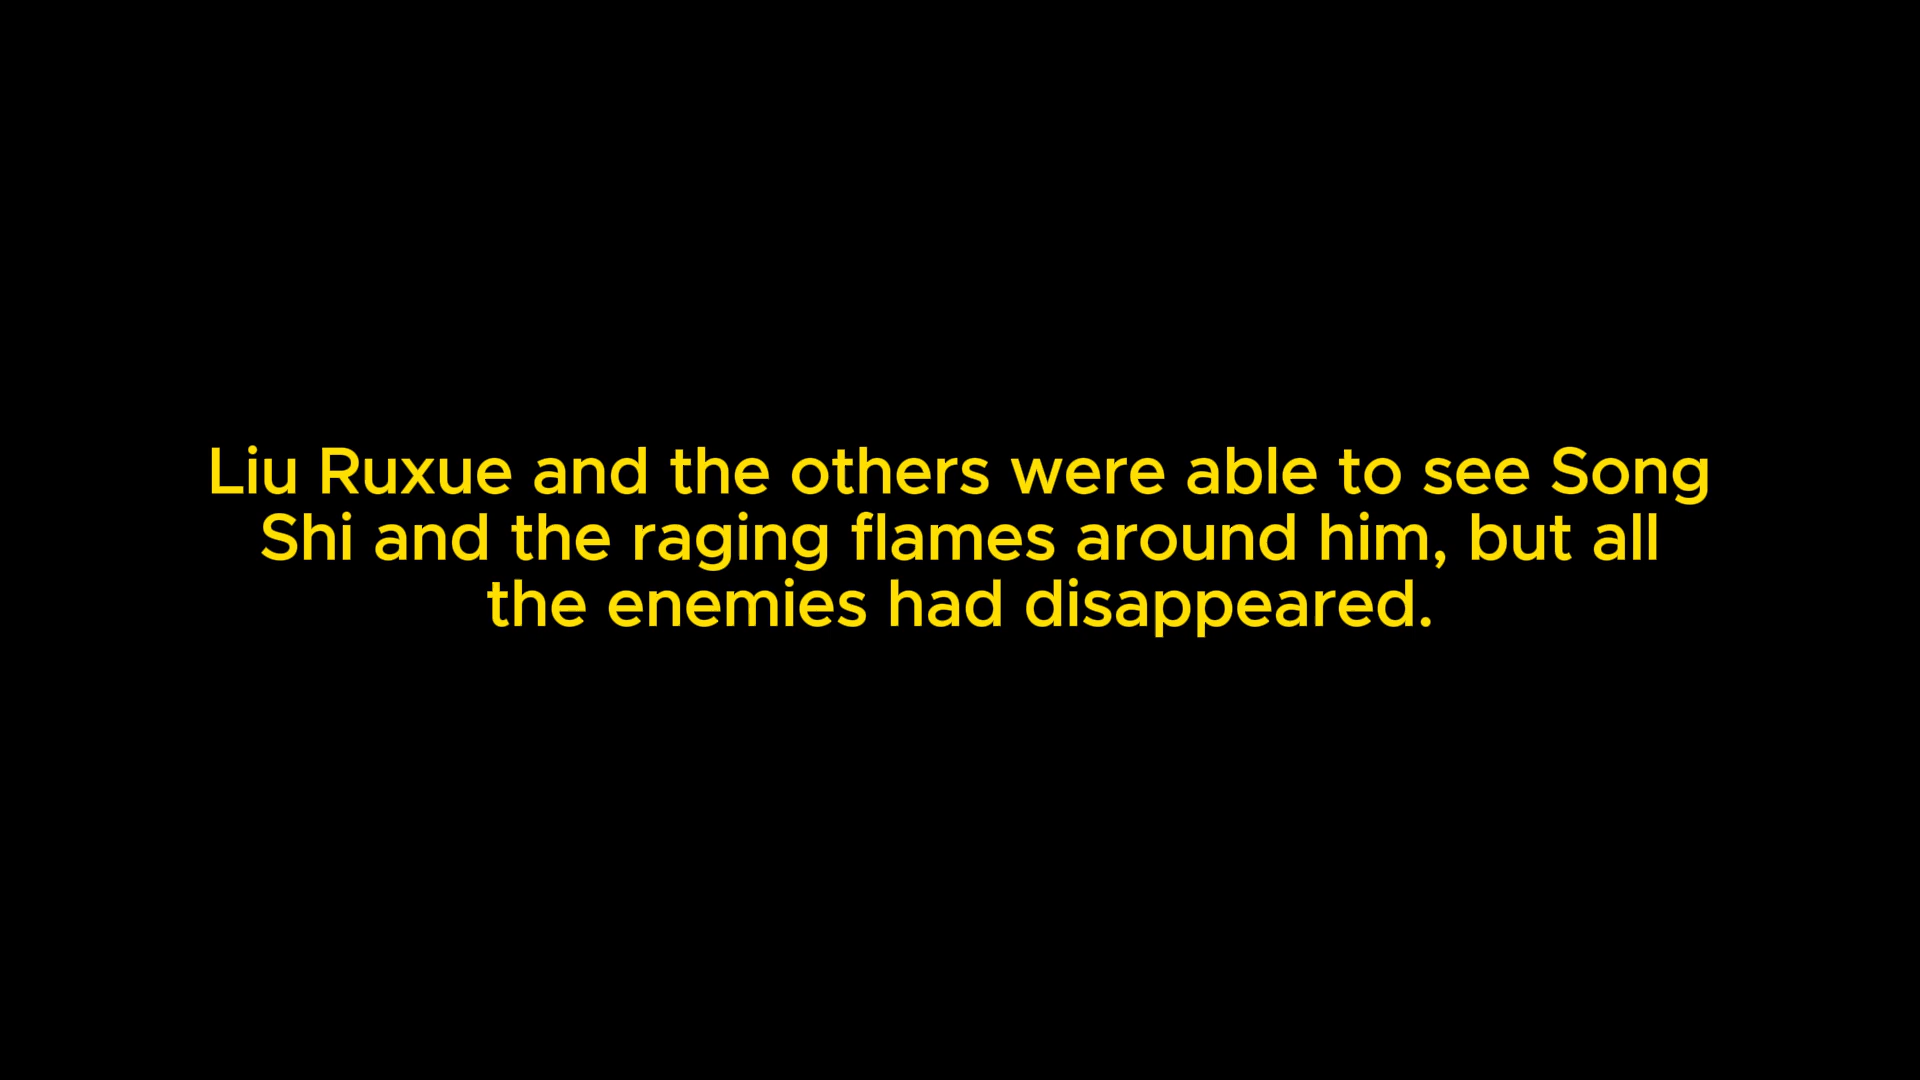 Liu Ruxue and the others were able to see Song
Shi and the raging flames around him, but all
the enemies had disappeared.